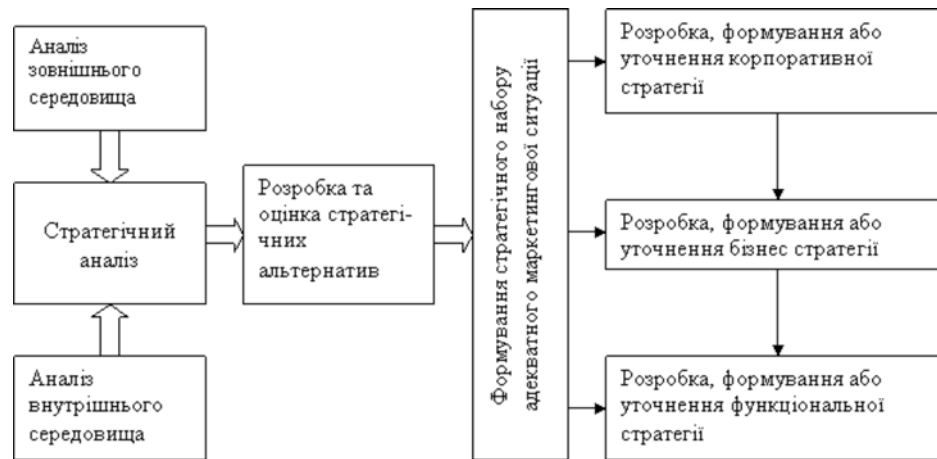 Аналіз
зовнішнього
середовища
Стратегічний
аналіз
Аналіз
внутрішнього
середовища
Розробка та
оцінка стратегі-
чних
альтернатив
Формування стратегічного набору
адекватного маркетингової ситуації
Розробка, формування або
уточнення корпоративної
стратегії
Розробка, формування або
уточнення бізнес стратегії
Розробка, формування або
уточнення функціональної
стратегії